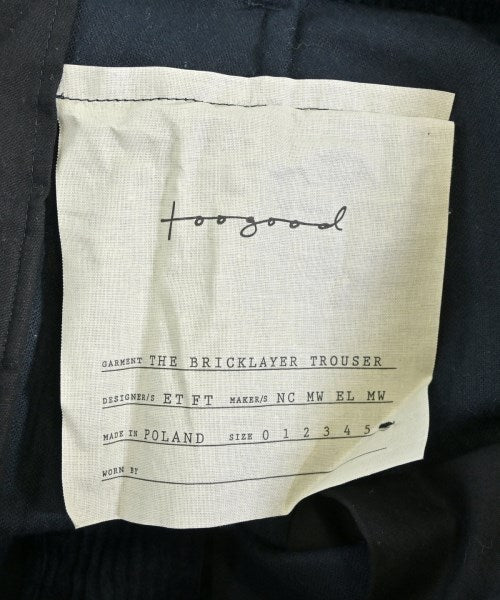 toogood
GARMENT THE BRICKLAYER TROUSER
DESIGNER/S ET FT MAKER/S NC MW EL MW
MADE IN POLAND SIZE 0 1 2 3 4 5
WORN BY